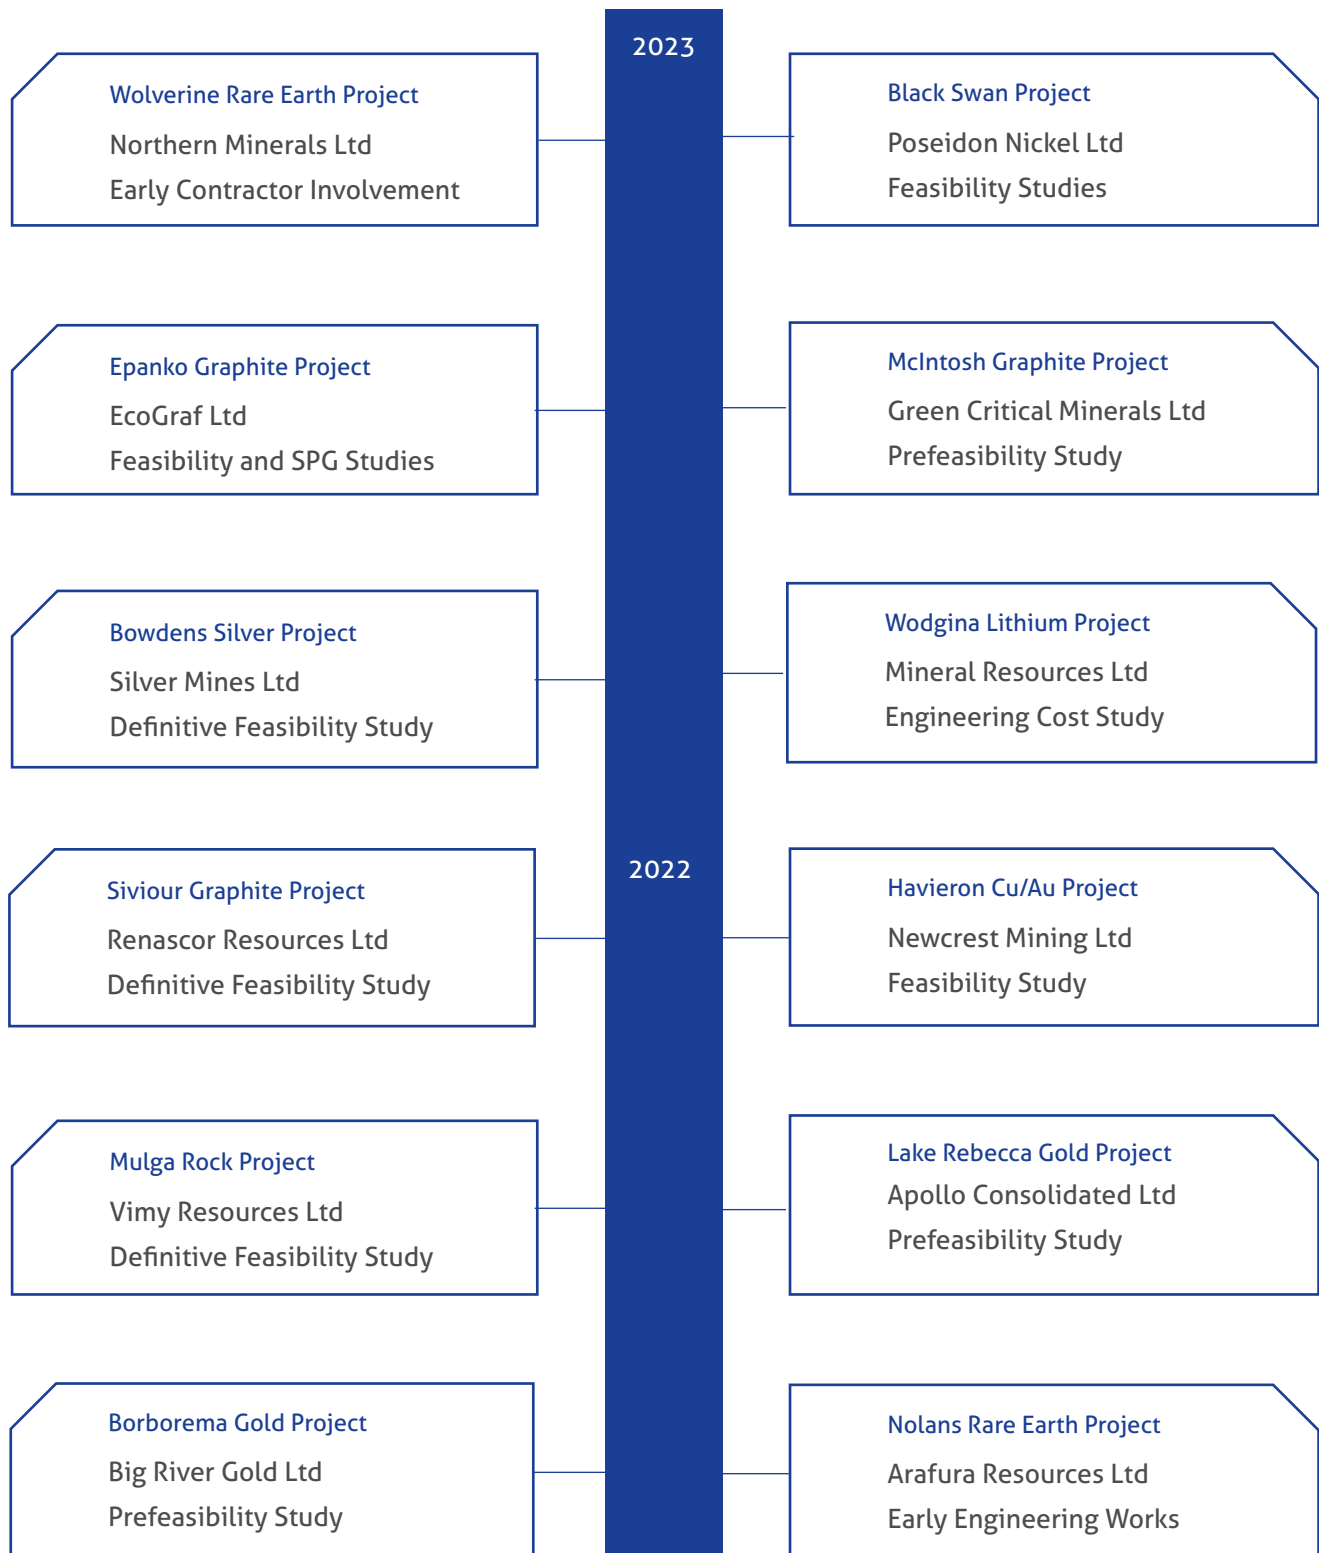 2023
Wolverine Rare Earth Project
Northern Minerals Ltd
Early Contractor Involvement
Black Swan Project
Poseidon Nickel Ltd
Feasibility Studies
Epanko Graphite Project
EcoGraf Ltd
Feasibility and SPG Studies
McIntosh Graphite Project
Green Critical Minerals Ltd
Prefeasibility Study
Bowdens Silver Project
Silver Mines Ltd
Definitive Feasibility Study
Wodgina Lithium Project
Mineral Resources Ltd
Engineering Cost Study
2022
Siviour Graphite Project
Renascor Resources Ltd
Definitive Feasibility Study
Havieron Cu/Au Project
Newcrest Mining Ltd
Feasibility Study
Mulga Rock Project
Vimy Resources Ltd
Definitive Feasibility Study
Lake Rebecca Gold Project
Apollo Consolidated Ltd
Prefeasibility Study
Borborema Gold Project
Big River Gold Ltd
Prefeasibility Study
Nolans Rare Earth Project
Arafura Resources Ltd
Early Engineering Works